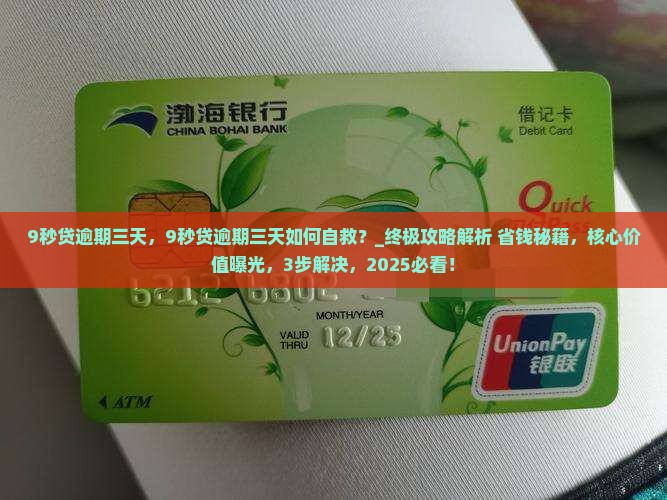 渤海银行
CHINA BOHAI BANK
借记卡
Debit Card
Quick
9秒贷逾期三天，9秒贷逾期三天如何自救？_终极攻略解析 省钱秘籍，核心价
值曝光，3步解决，2025必看！
6212 6802
MONTH/YEAR
VALID
THRU 12/25
UnionPay
银联
ATM